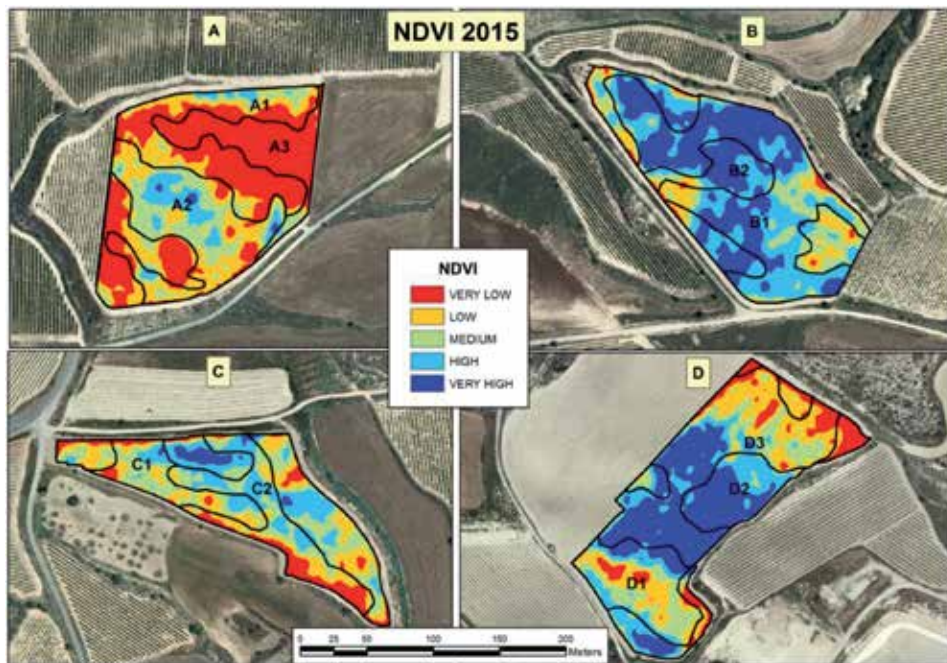 NDVI 2015
A
B
A1
A3
A2
B2
B1
NDVI
VERY LOW
LOW
MEDIUM
HIGH
VERY HIGH
C
D
C1
C2
D3
D2
D1
0 25 50 100 150 200
Meters